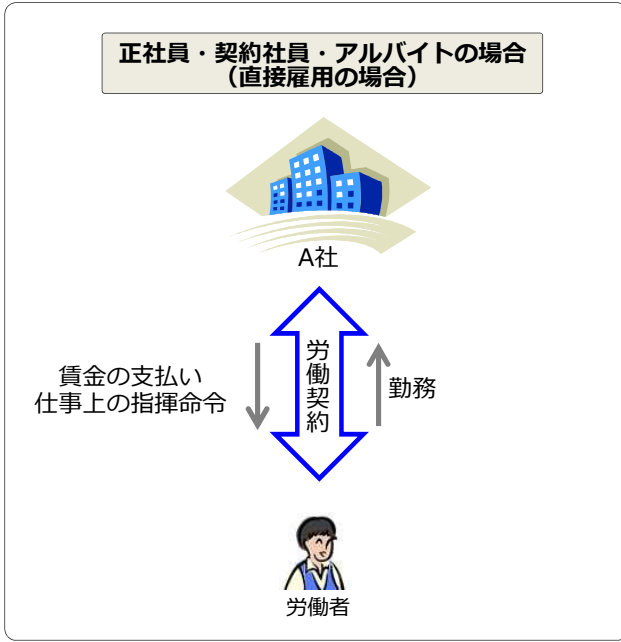 正社員・契約社員・アルバイトの場合
（直接雇用の場合）
A社
労働契約
賃金の支払い
仕事上の指揮命令
勤務
労働者